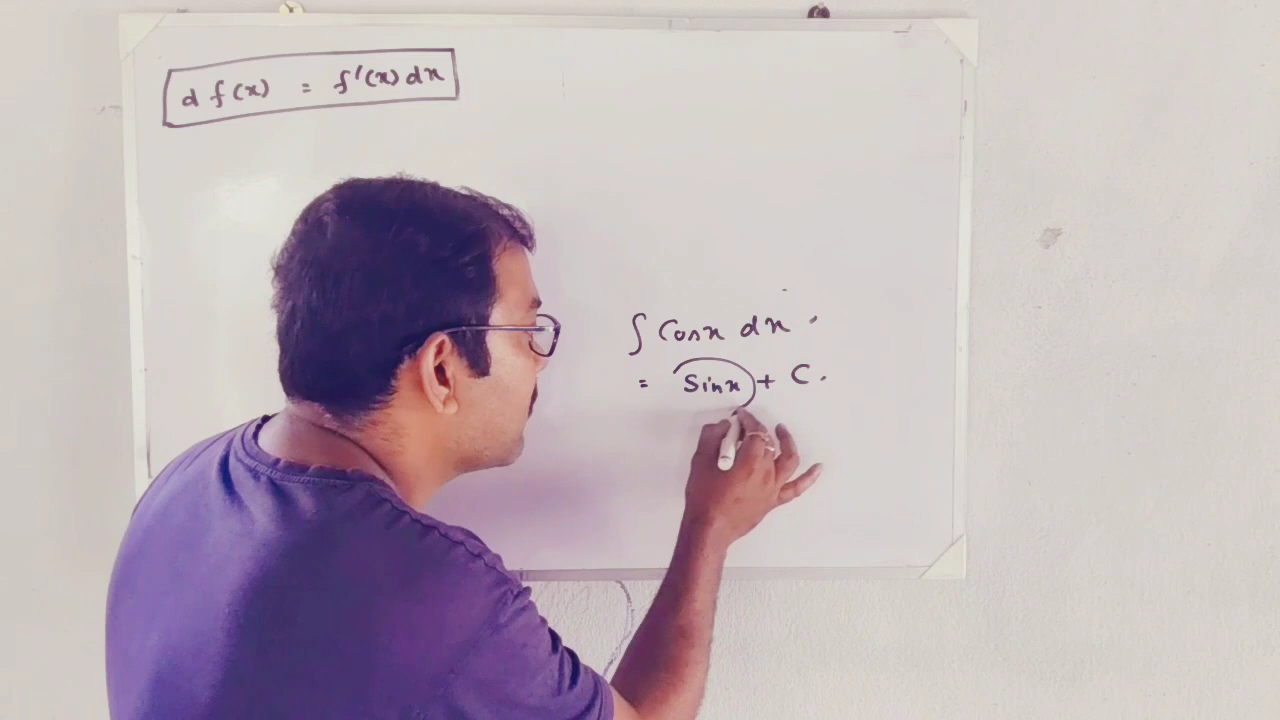 d f(x) = f'(x) dx
∫ Cosx dx .
= Sinx + C.